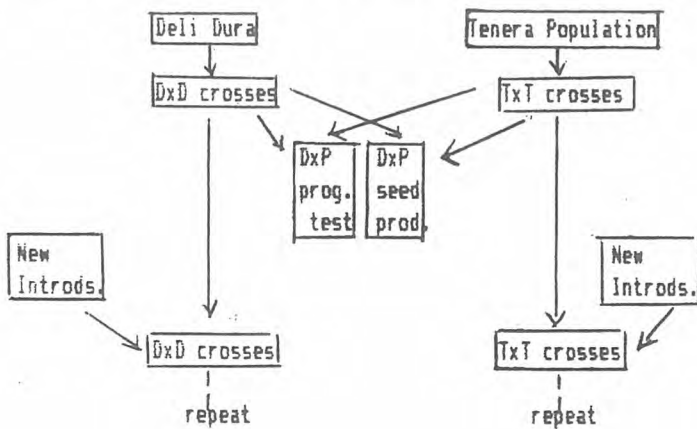 Deli Dura
Tenera Population
DxD crosses
TxT crosses
DxP
prog.
test
DxP
seed
prod.
New
Introds.
New
Introds.
DxD crosses
TxT crosses
repeat
repeat